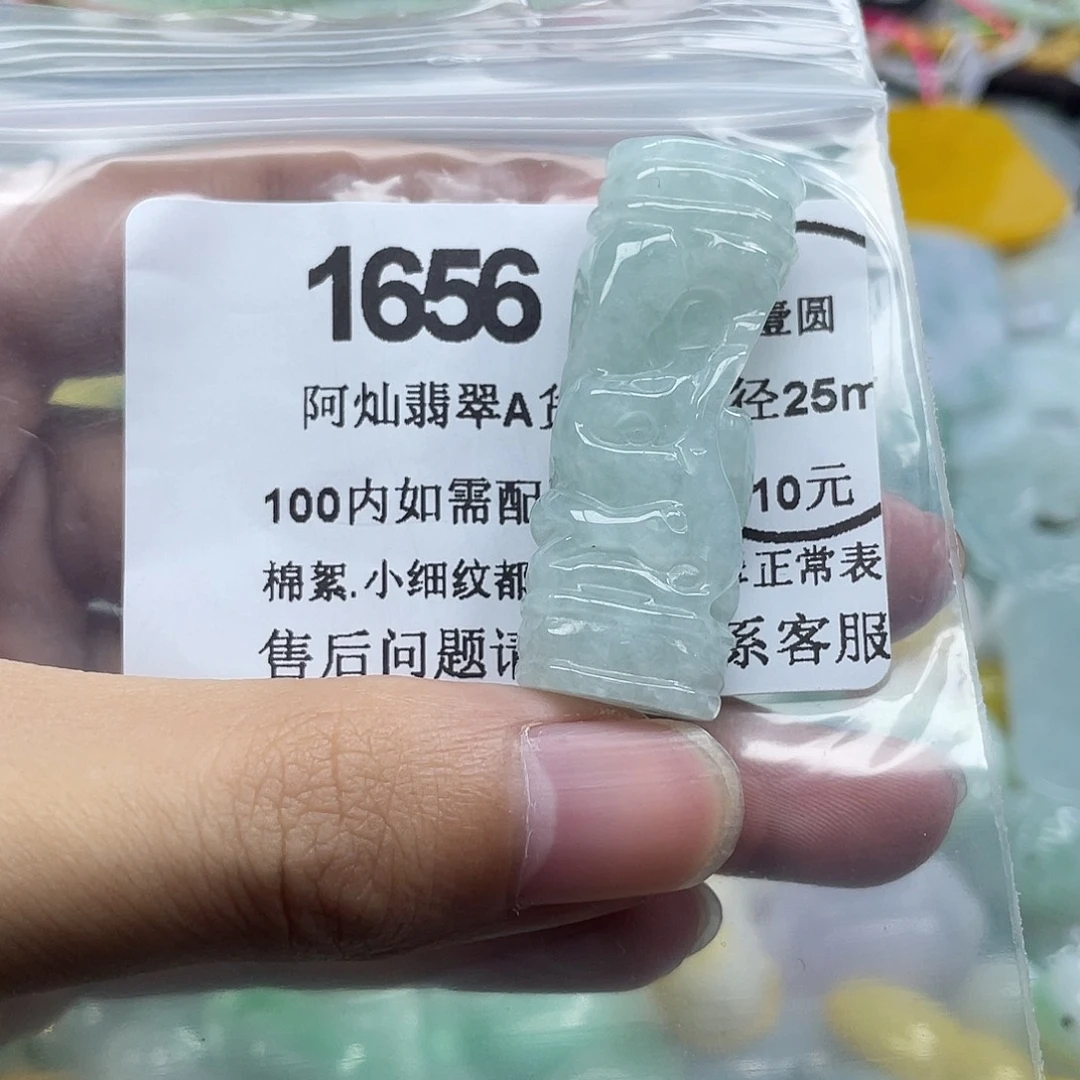 1656
壹圆
阿灿翡翠A货 径25m
100内如需配 10元
棉絮.小细纹都 正常表
售后问题请 系客服